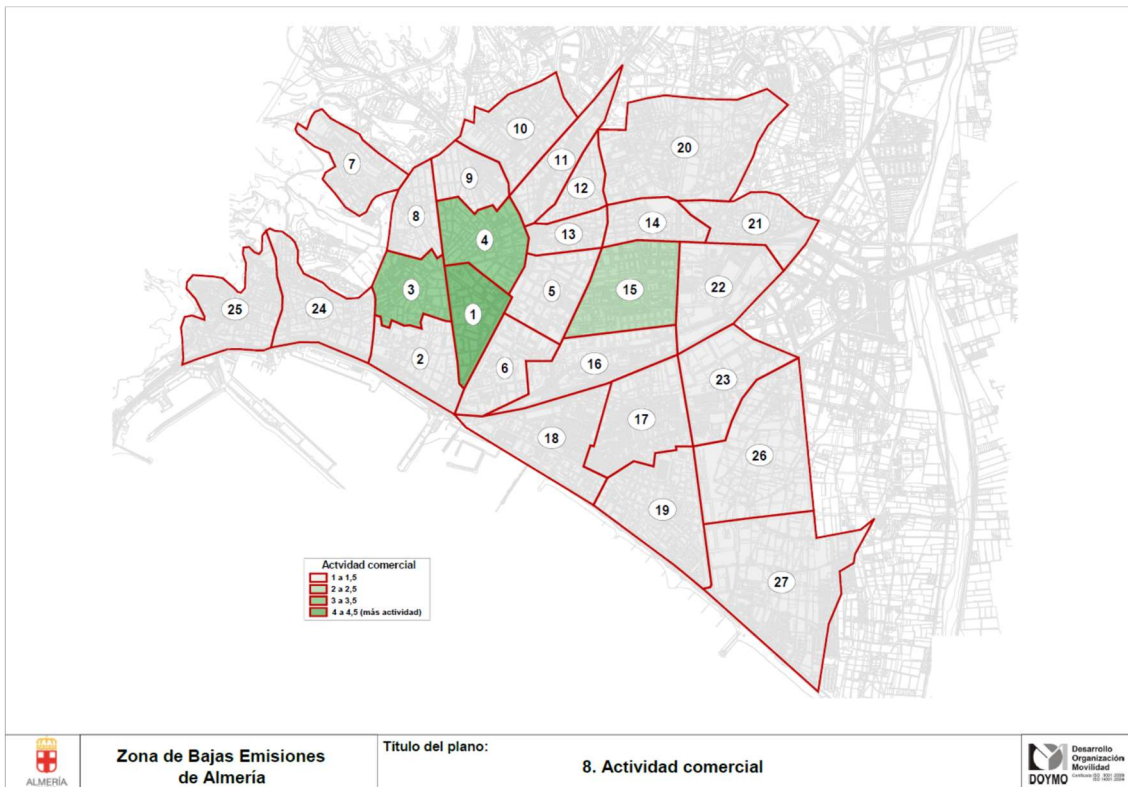 10
20
11
7
9
12
8
21
14
13
4
22
5
15
3
25
24
1
2
16
6
23
17
18
26
19
27
Actvidad comercial
1 a 1,5
2 a 2,5
3 a 3,5
4 a 4,5 (más actividad)
ALMERÍA
Zona de Bajas Emisiones
de Almería
Título del plano:
8. Actividad comercial
DOYMO
Desarrollo
Organización
Movilidad